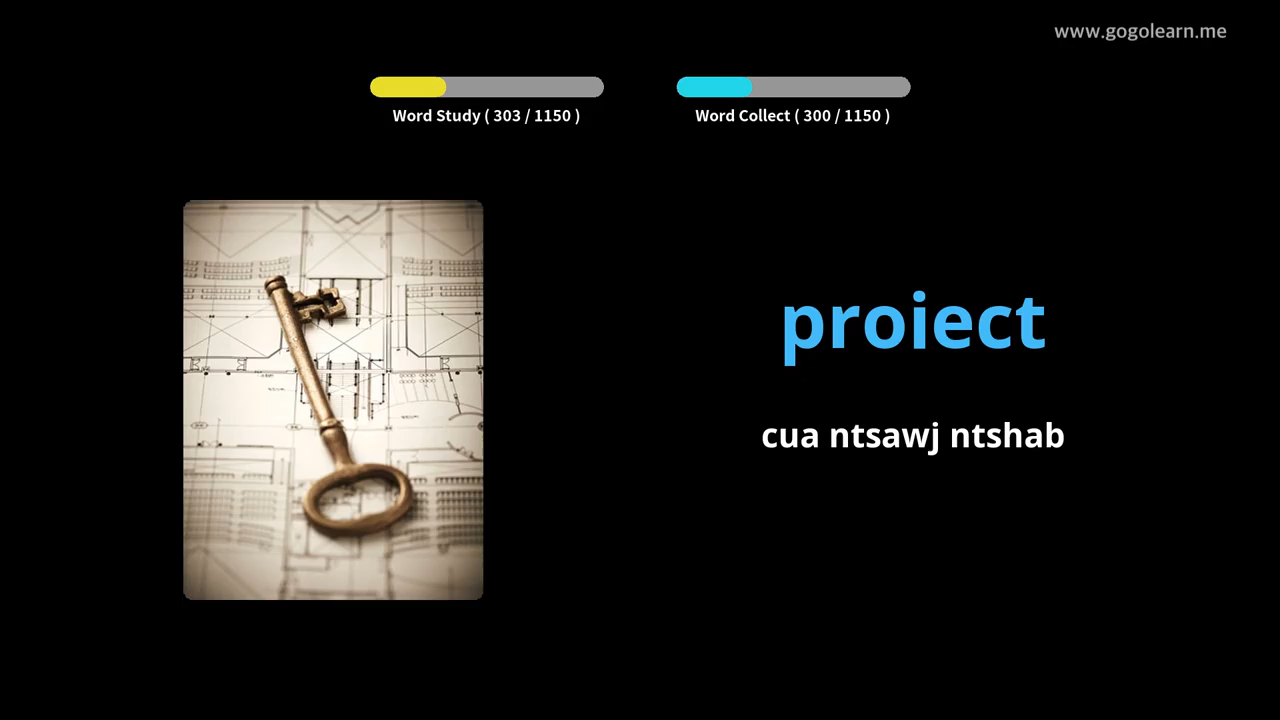 www.gogolearn.me
Word Study ( 303 / 1150 )
Word Collect ( 300 / 1150 )
proiect
cua ntsawj ntshab